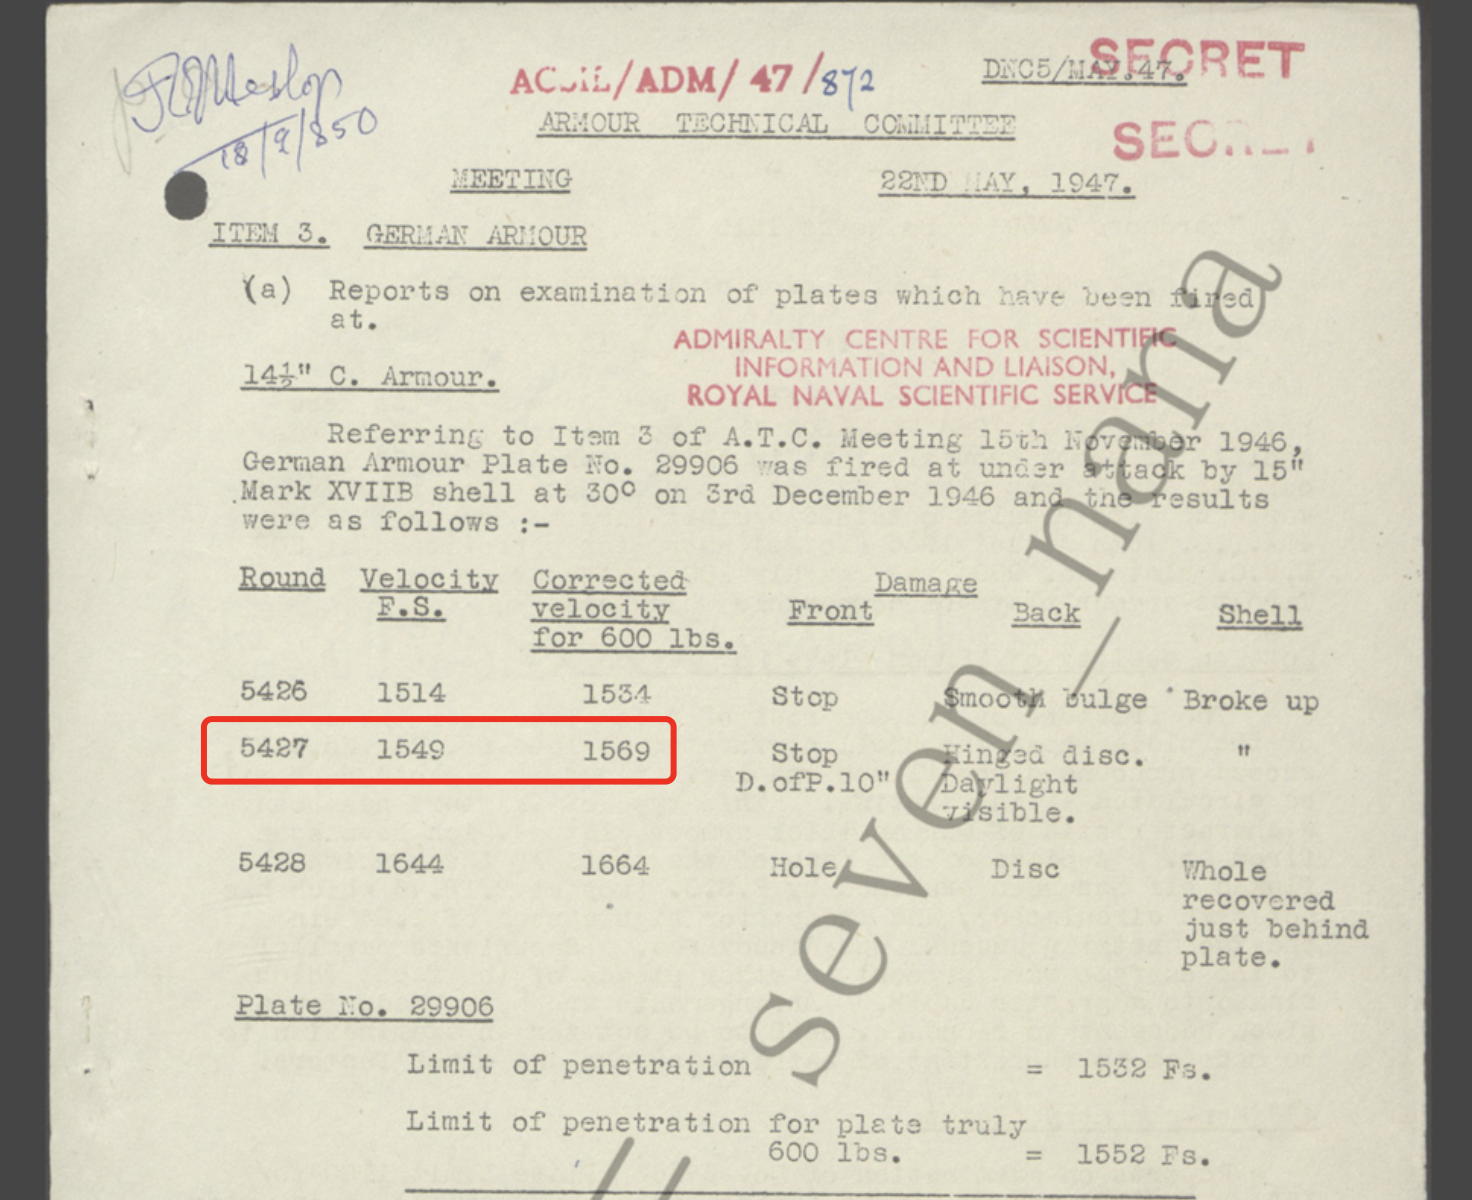 SECRET
ACSIL/ADM/ 47 /872
DNC5/MAY.47.
ARMOUR TECHNICAL COMMITTEE
SEC
18/9/850
MEETING 22ND MAY, 1947.
ITEM 3. GERMAN ARMOUR
(a) Reports on examination of plates which have been fired
at.
ADMIRALTY CENTRE FOR SCIENTIFIC
INFORMATION AND LIAISON,
ROYAL NAVAL SCIENTIFIC SERVICE
14½" C. Armour.
Referring to Item 3 of A.T.C. Meeting 15th November 1946,
German Armour Plate No. 29906 was fired at under attack by 15"
Mark XVIIB shell at 30° on 3rd December 1946 and the results
were as follows :-
Round Velocity Corrected Damage
F.S. velocity Front Back Shell
for 600 lbs.
5426 1514 1534 Stop Smooth bulge Broke up
5427 1549 1569 Stop Hinged disc. "
D.ofP.10" Daylight
visible.
5428 1644 1664 Hole Disc Whole
recovered
just behind
plate.
Plate No. 29906
Limit of penetration = 1532 Fs.
Limit of penetration for plate truly
600 lbs. = 1552 Fs.
seven_nana